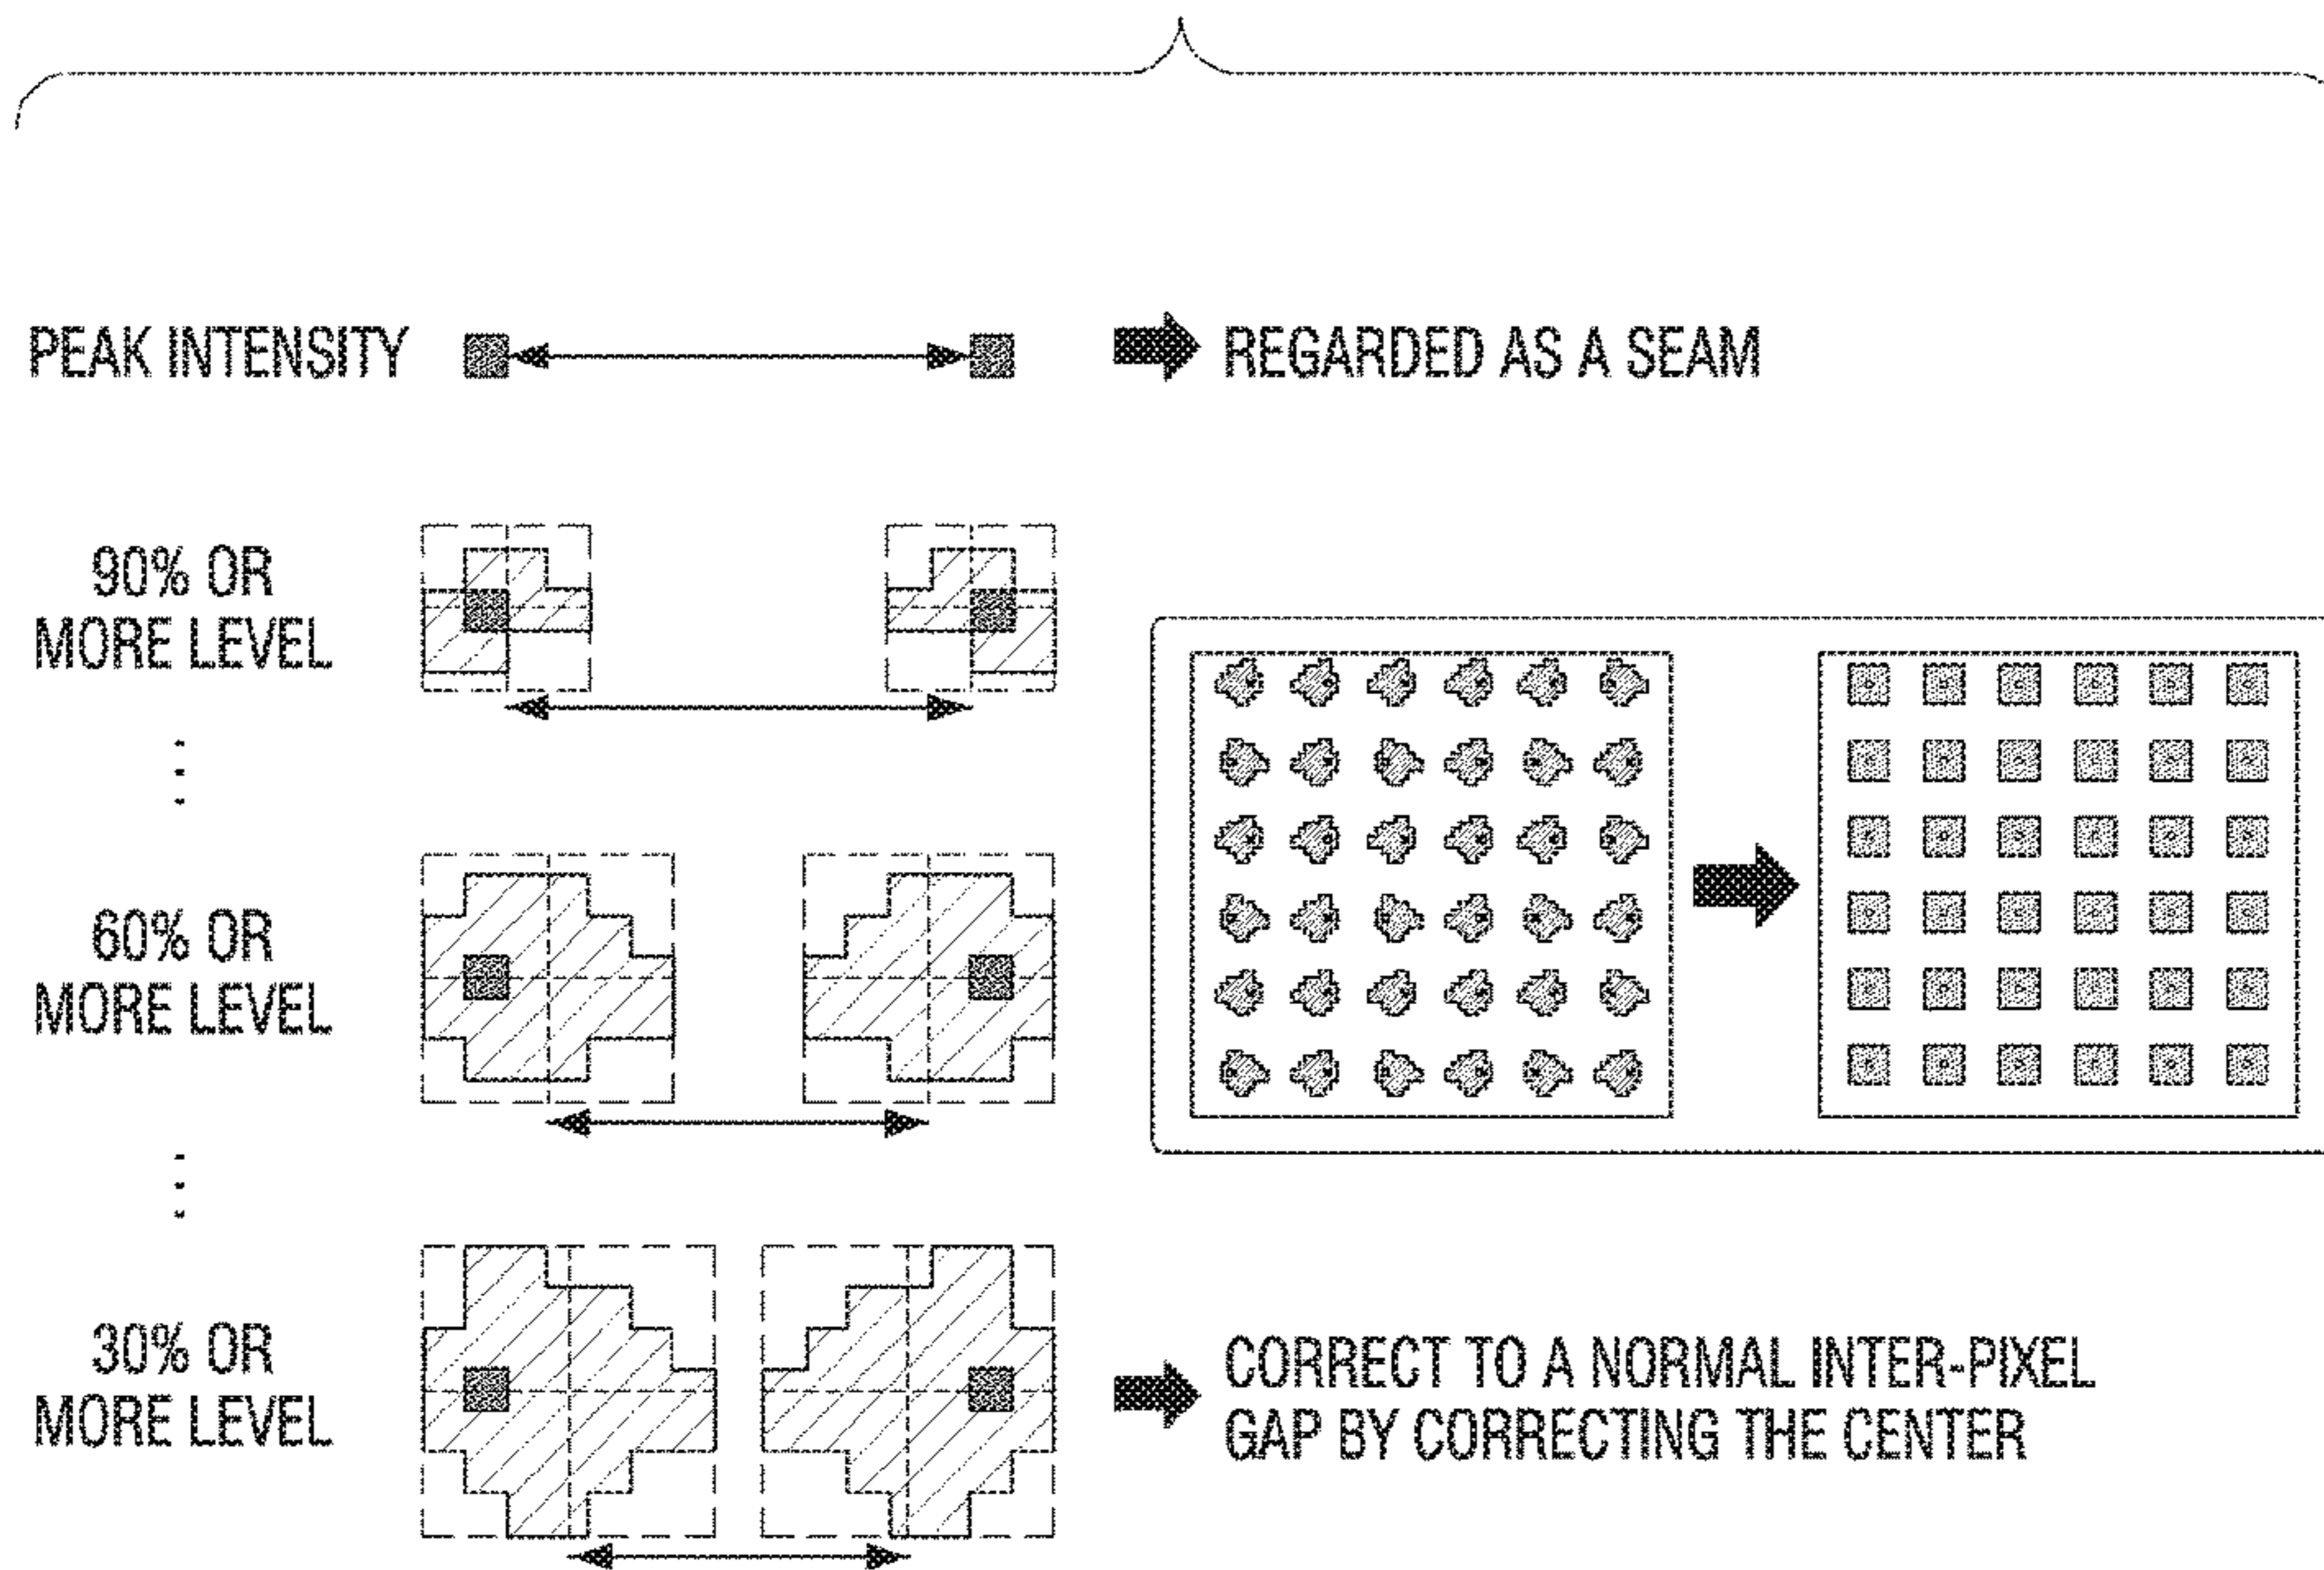 PEAK INTENSITY
REGARDED AS A SEAM
90% OR
MORE LEVEL
60% OR
MORE LEVEL
30% OR
MORE LEVEL
CORRECT TO A NORMAL INTER-PIXEL
GAP BY CORRECTING THE CENTER